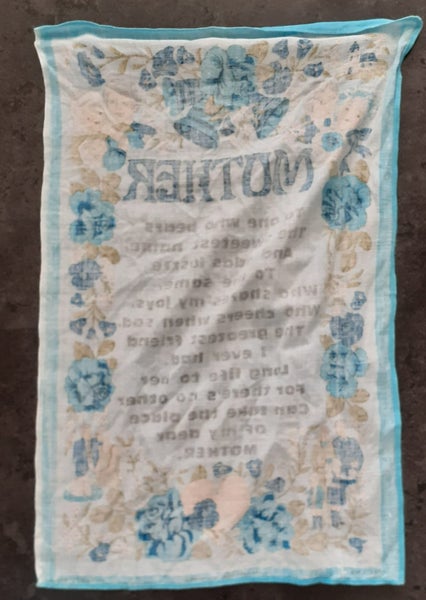 MOTHER
To one who bears
The sweetest name,
And adds lustre
To the same.
Who shares my joys,
Who cheers when sad.
The greatest friend
I ever had
Long life to her
For there's no other
Can take the place
Of my dear
MOTHER.